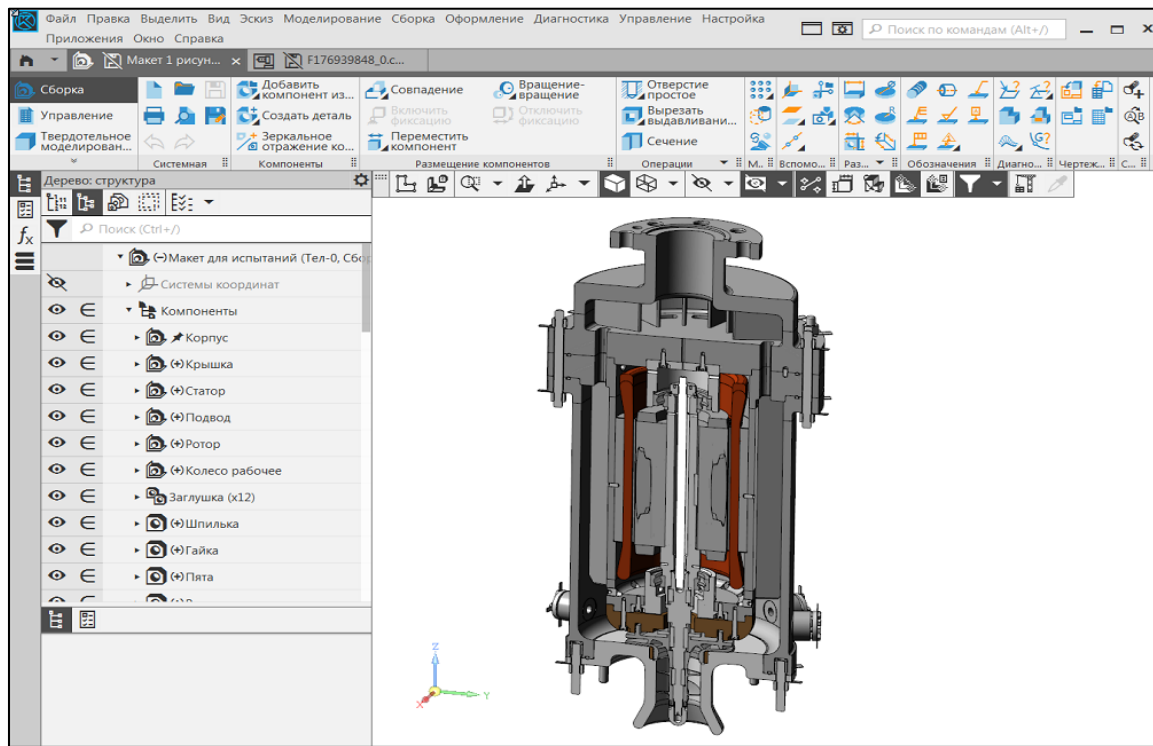 Файл Правка Выделить Вид Эскиз Моделирование Сборка Оформление Диагностика Управление Настройка
Приложения Окно Справка
Поиск по командам (Alt+/)
Макет 1 рисун...
F176939848_0.c...
Сборка
Управление
Твердотельное
моделирован...
Системная
Добавить
компонент из...
Создать деталь
Зеркальное
отражение ко...
Компоненты
Совпадение
Включить
фиксацию
Переместить
компонент
Вращение-
вращение
Отключить
фиксацию
Размещение компонентов
Отверстие
простое
Вырезать
выдавливани...
Сечение
Операции
М...
Вспомо...
Раз...
Обозначения
Диагно...
Чертеж...
С...
Дерево: структура
Поиск (Ctrl+/)
(-)Макет для испытаний (Тел-0, Сбо
Системы координат
Компоненты
Корпус
(+)Крышка
(+)Статор
(+)Подвод
(+)Ротор
(+)Колесо рабочее
Заглушка (x12)
(+)Шпилька
(+)Гайка
(+)Пята
Z
Y
X